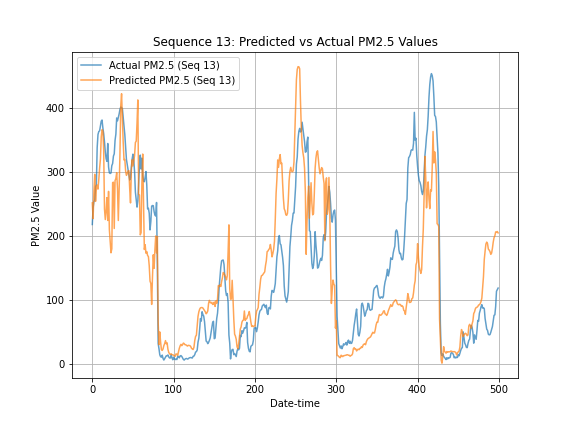 Sequence 13: Predicted vs Actual PM2.5 Values
Actual PM2.5 (Seq 13)
Predicted PM2.5 (Seq 13)
PM2.5 Value
400
300
200
100
0
0 100 200 300 400 500
Date-time